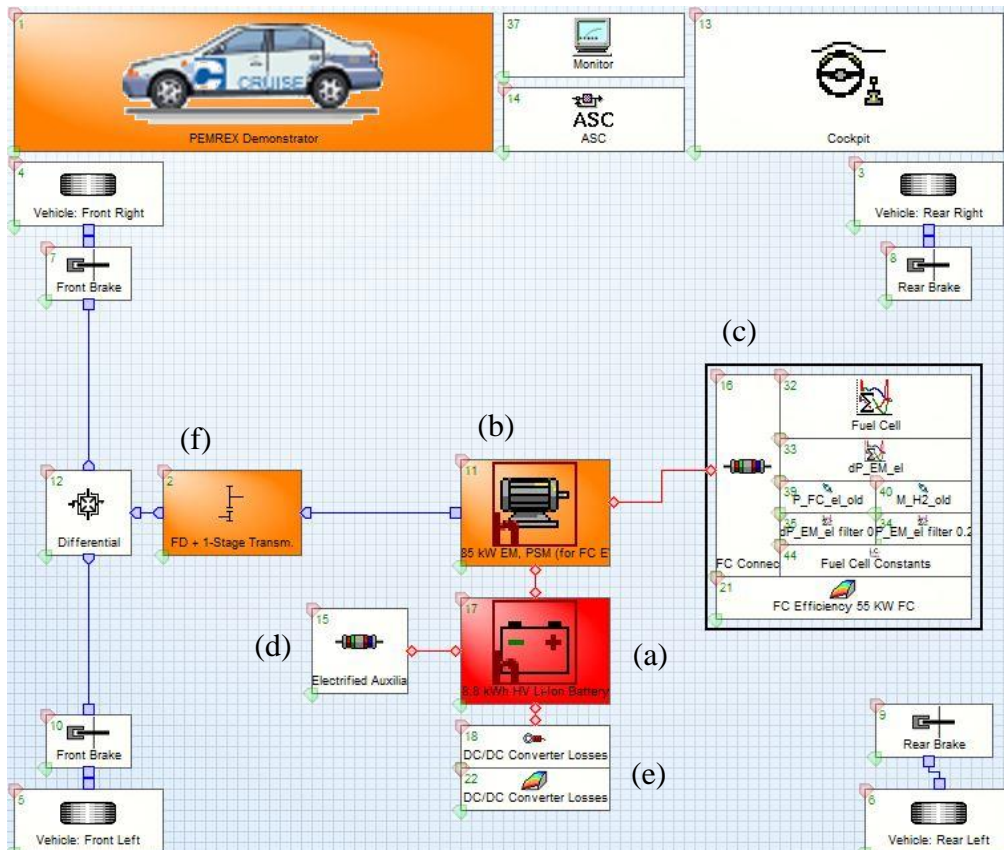 1
CRUISE
PEMREX Demonstrator
37
Monitor
14
ASC
ASC
13
Cockpit
4
Vehicle: Front Right
3
Vehicle: Rear Right
7
Front Brake
8
Rear Brake
(c)
16
FC Connec
32
Fuel Cell
33
dP_EM_el
39
P_FC_el_old
40
M_H2_old
35
dP_EM_el filter 0
34
P_EM_el filter 0.2
44
Fuel Cell Constants
21
FC Efficiency 55 KW FC
(f)
(b)
12
Differential
2
FD + 1-Stage Transm.
11
85 kW EM, PSM (for FC E
15
Electrified Auxilia
(d)
17
8.8 kWh HV Li-Ion Battery
(a)
18
DC/DC Converter Losses
22
DC/DC Converter Losses
(e)
10
Front Brake
9
Rear Brake
5
Vehicle: Front Left
6
Vehicle: Rear Left